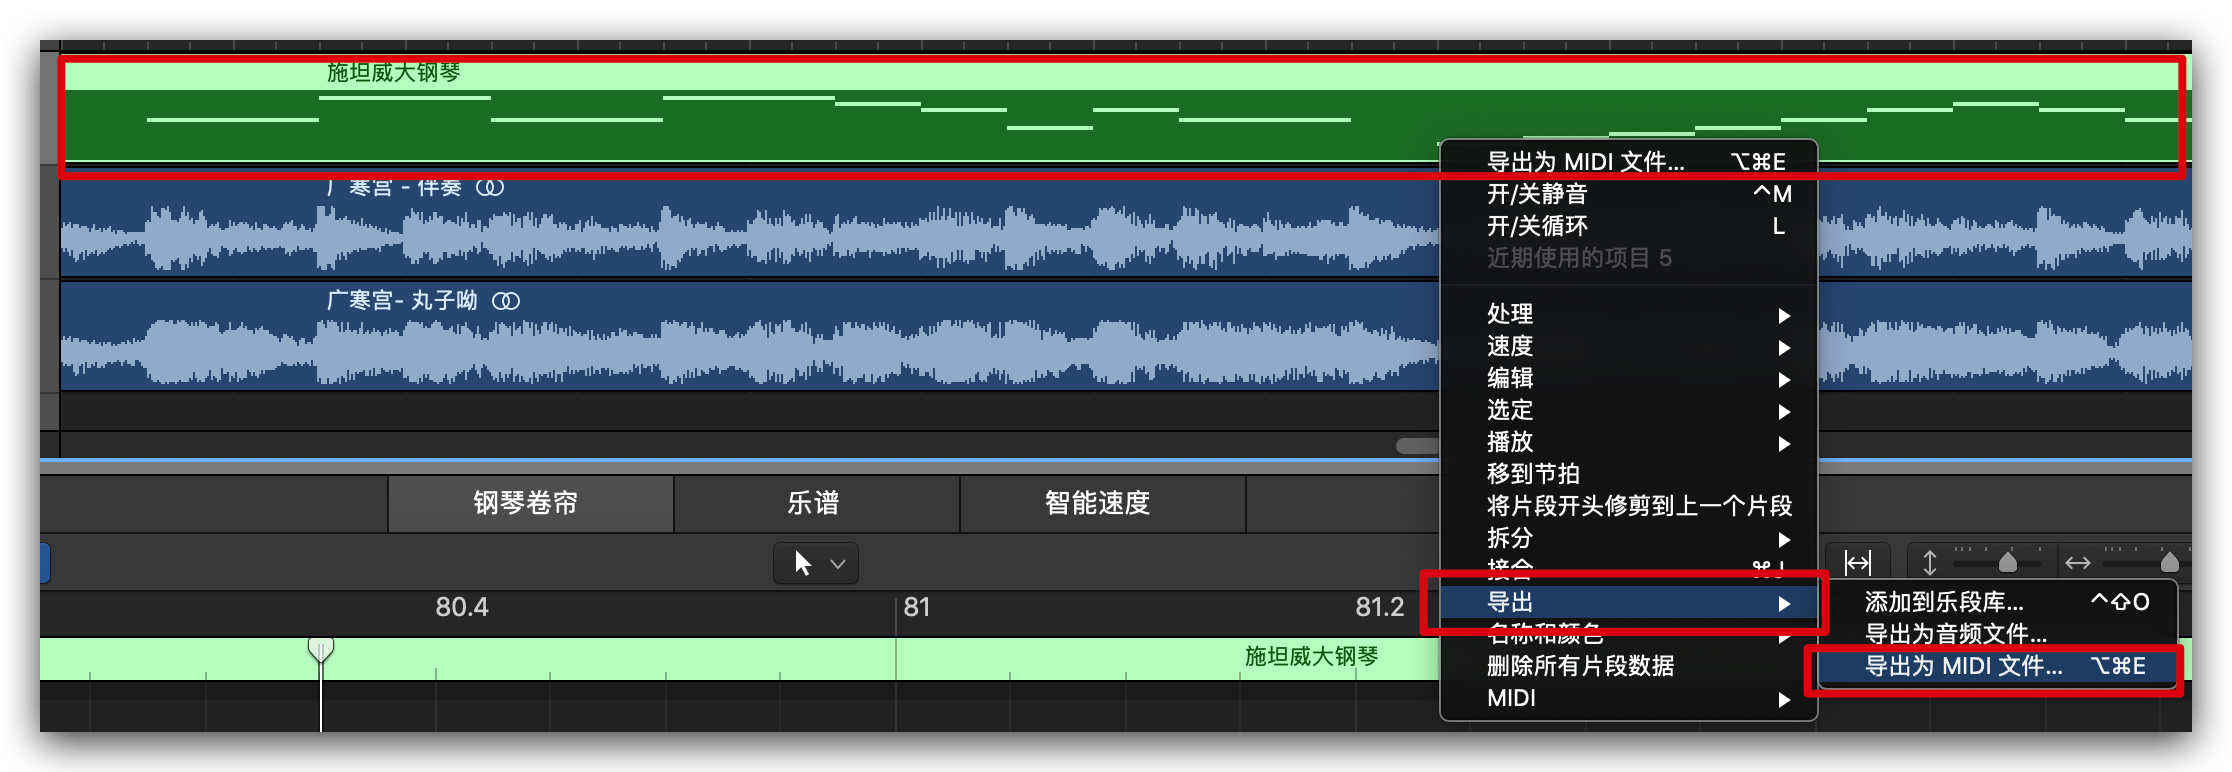 施坦威大钢琴
广寒宫 - 伴奏
广寒宫- 丸子呦
导出为 MIDI 文件... ⌥⌘E
开/关静音 ^M
开/关循环 L
近期使用的项目 5
处理
速度
编辑
选定
播放
移到节拍
将片段开头修剪到上一个片段
拆分
接合 ⌘J
导出
名称和颜色
删除所有片段数据
MIDI
添加到乐段库... ^⇧O
导出为音频文件...
导出为 MIDI 文件... ⌥⌘E
钢琴卷帘 乐谱 智能速度
80.4 81 81.2
施坦威大钢琴